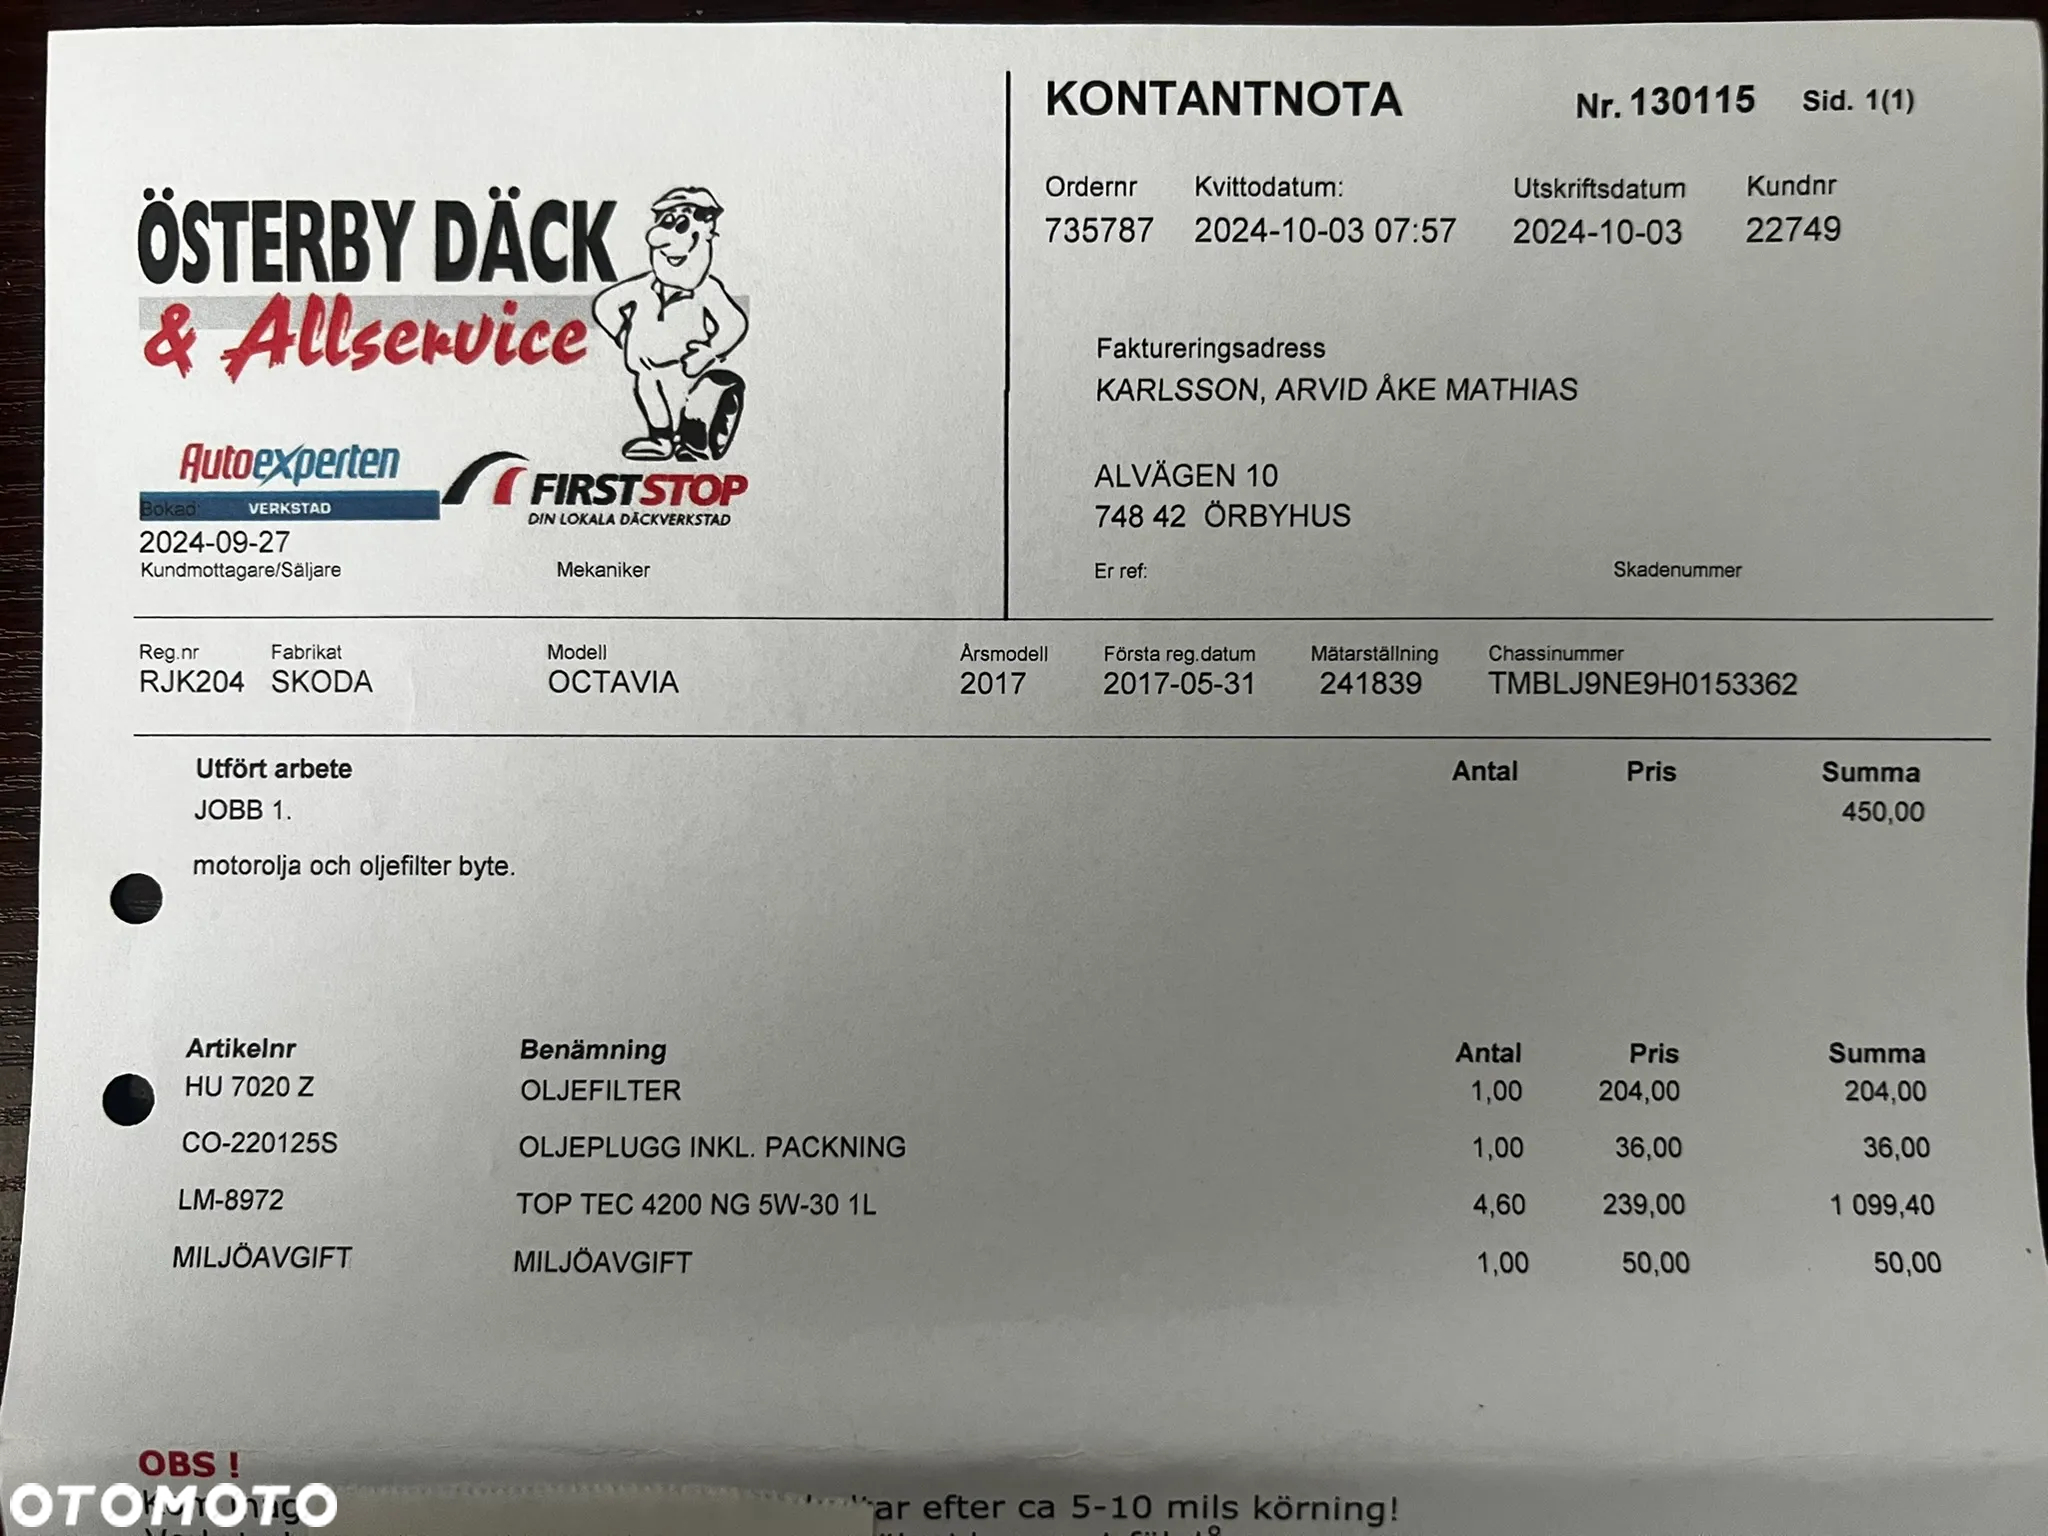 KONTANTNOTA Nr. 130115 Sid. 1(1)
Ordernr Kvittodatum: Utskriftsdatum Kundnr
735787 2024-10-03 07:57 2024-10-03 22749
ÖSTERBY DÄCK
& Allservice
Faktureringsadress
KARLSSON, ARVID ÅKE MATHIAS
ALVÄGEN 10
748 42 ÖRBYHUS
Autoexperten
VERKSTAD
FIRSTSTOP
DIN LOKALA DÄCKVERKSTAD
Bokad:
2024-09-27
Kundmottagare/Säljare Mekaniker Er ref: Skadenummer
Reg.nr Fabrikat Modell Årsmodell Första reg.datum Mätarställning Chassinummer
RJK204 SKODA OCTAVIA 2017 2017-05-31 241839 TMBLJ9NE9H0153362
Utfört arbete Antal Pris Summa
JOBB 1. 450,00
motorolja och oljefilter byte.
Artikelnr Benämning Antal Pris Summa
HU 7020 Z OLJEFILTER 1,00 204,00 204,00
CO-220125S OLJEPLUGG INKL. PACKNING 1,00 36,00 36,00
LM-8972 TOP TEC 4200 NG 5W-30 1L 4,60 239,00 1 099,40
MILJÖAVGIFT MILJÖAVGIFT 1,00 50,00 50,00
OBS !
efter ca 5-10 mils körning!
OTOMOTO